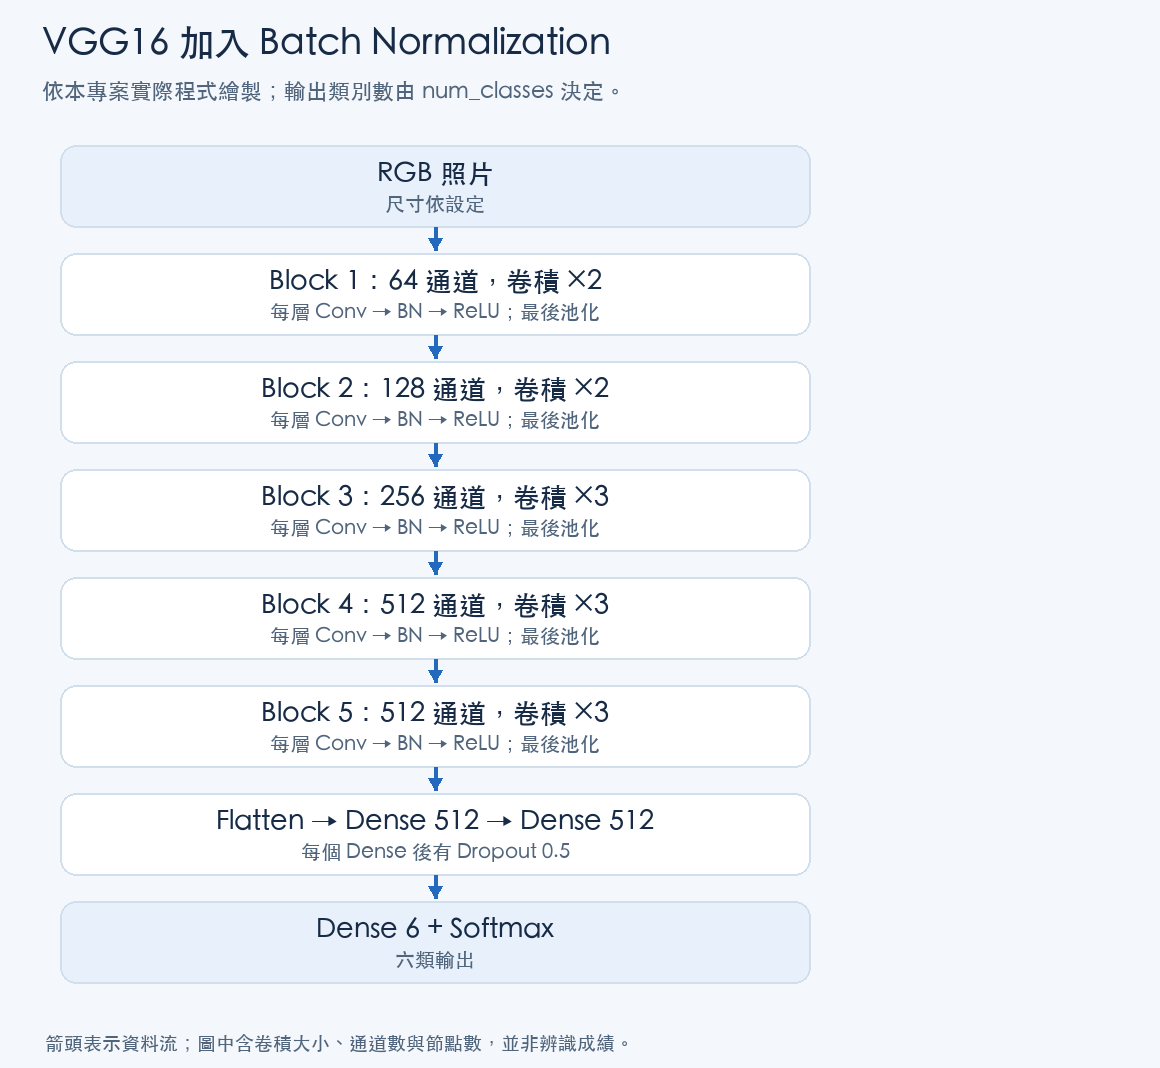 VGG16 加入 Batch Normalization
依本專案實際程式繪製；輸出類別數由 num_classes 決定。
RGB 照片
尺寸依設定
Block 1：64 通道，卷積 ×2
每層 Conv → BN → ReLU；最後池化
Block 2：128 通道，卷積 ×2
每層 Conv → BN → ReLU；最後池化
Block 3：256 通道，卷積 ×3
每層 Conv → BN → ReLU；最後池化
Block 4：512 通道，卷積 ×3
每層 Conv → BN → ReLU；最後池化
Block 5：512 通道，卷積 ×3
每層 Conv → BN → ReLU；最後池化
Flatten → Dense 512 → Dense 512
每個 Dense 後有 Dropout 0.5
Dense 6 + Softmax
六類輸出
箭頭表示資料流；圖中含卷積大小、通道數與節點數，並非辨識成績。